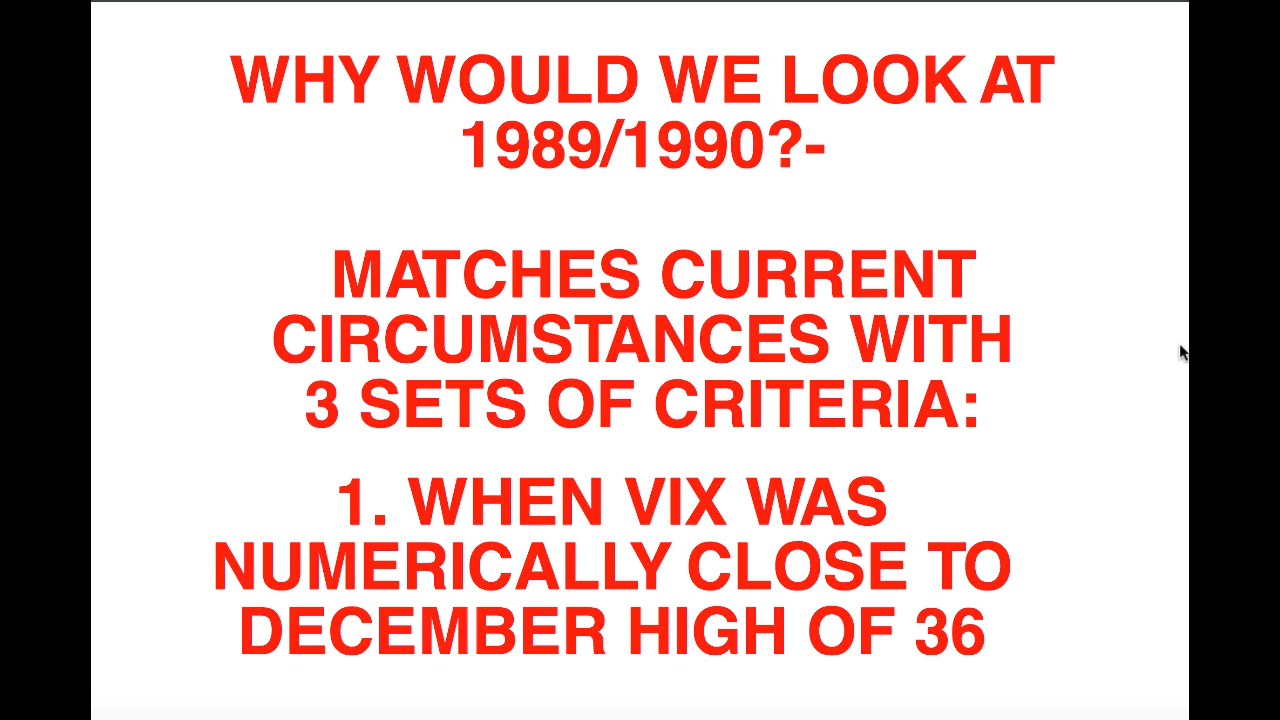 WHY WOULD WE LOOK AT
1989/1990?-
MATCHES CURRENT
CIRCUMSTANCES WITH
3 SETS OF CRITERIA:
1. WHEN VIX WAS
NUMERICALLY CLOSE TO
DECEMBER HIGH OF 36